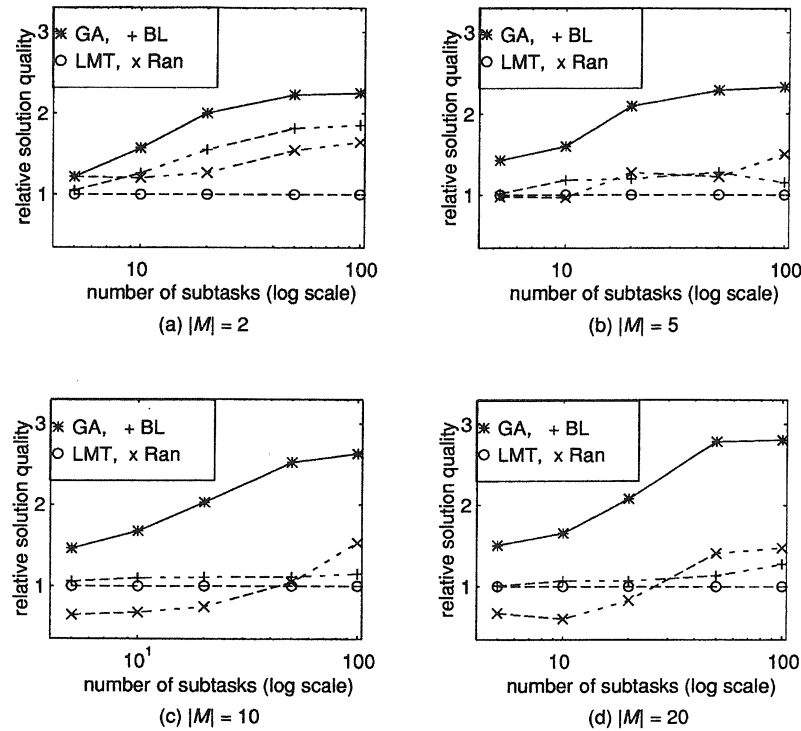 3
GA, + BL
LMT, x Ran
2
1
relative solution quality
10
100
number of subtasks (log scale)
(a) |M| = 2
3
GA, + BL
LMT, x Ran
2
1
relative solution quality
10
100
number of subtasks (log scale)
(b) |M| = 5
3
GA, + BL
LMT, x Ran
2
1
relative solution quality
10¹
100
number of subtasks (log scale)
(c) |M| = 10
3
GA, + BL
LMT, x Ran
2
1
relative solution quality
10
100
number of subtasks (log scale)
(d) |M| = 20